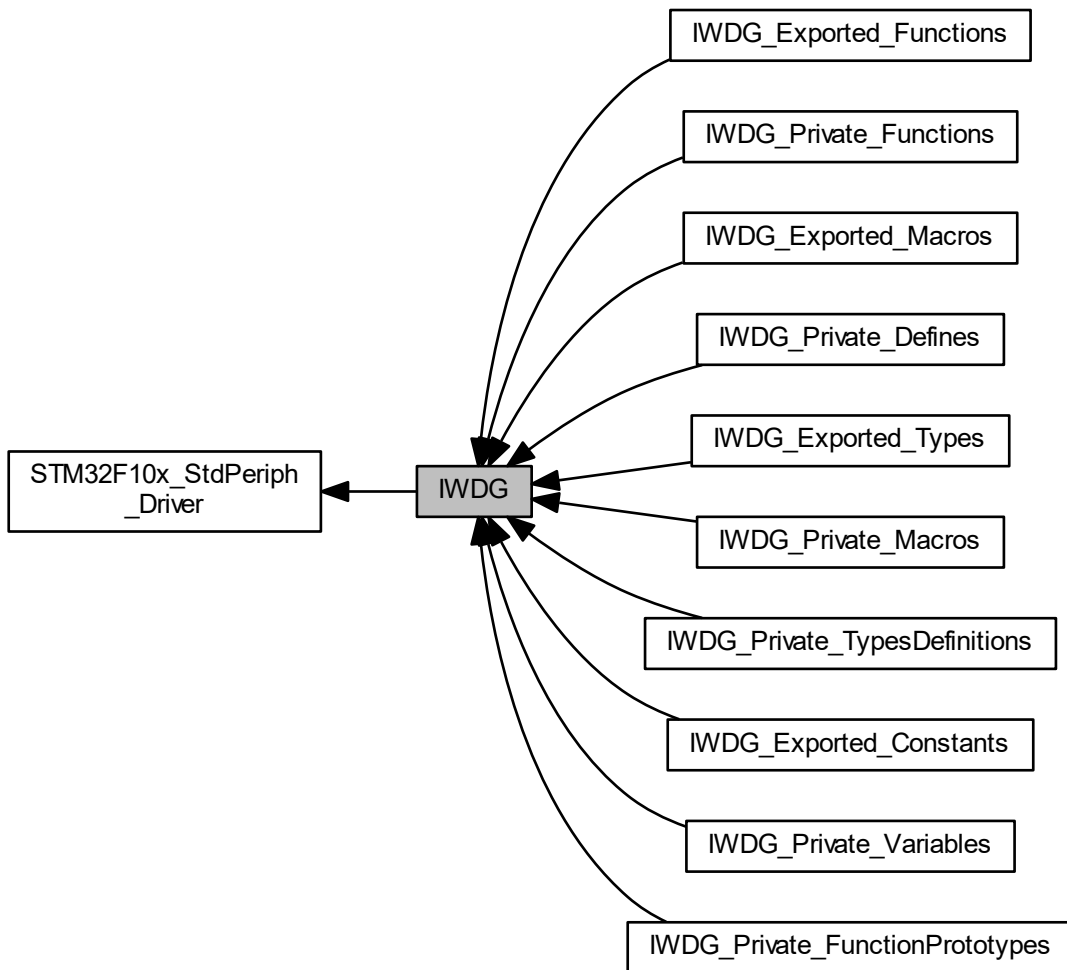 IWDG_Exported_Functions
IWDG_Private_Functions
IWDG_Exported_Macros
IWDG_Private_Defines
IWDG_Exported_Types
STM32F10x_StdPeriph
_Driver
IWDG
IWDG_Private_Macros
IWDG_Private_TypesDefinitions
IWDG_Exported_Constants
IWDG_Private_Variables
IWDG_Private_FunctionPrototypes